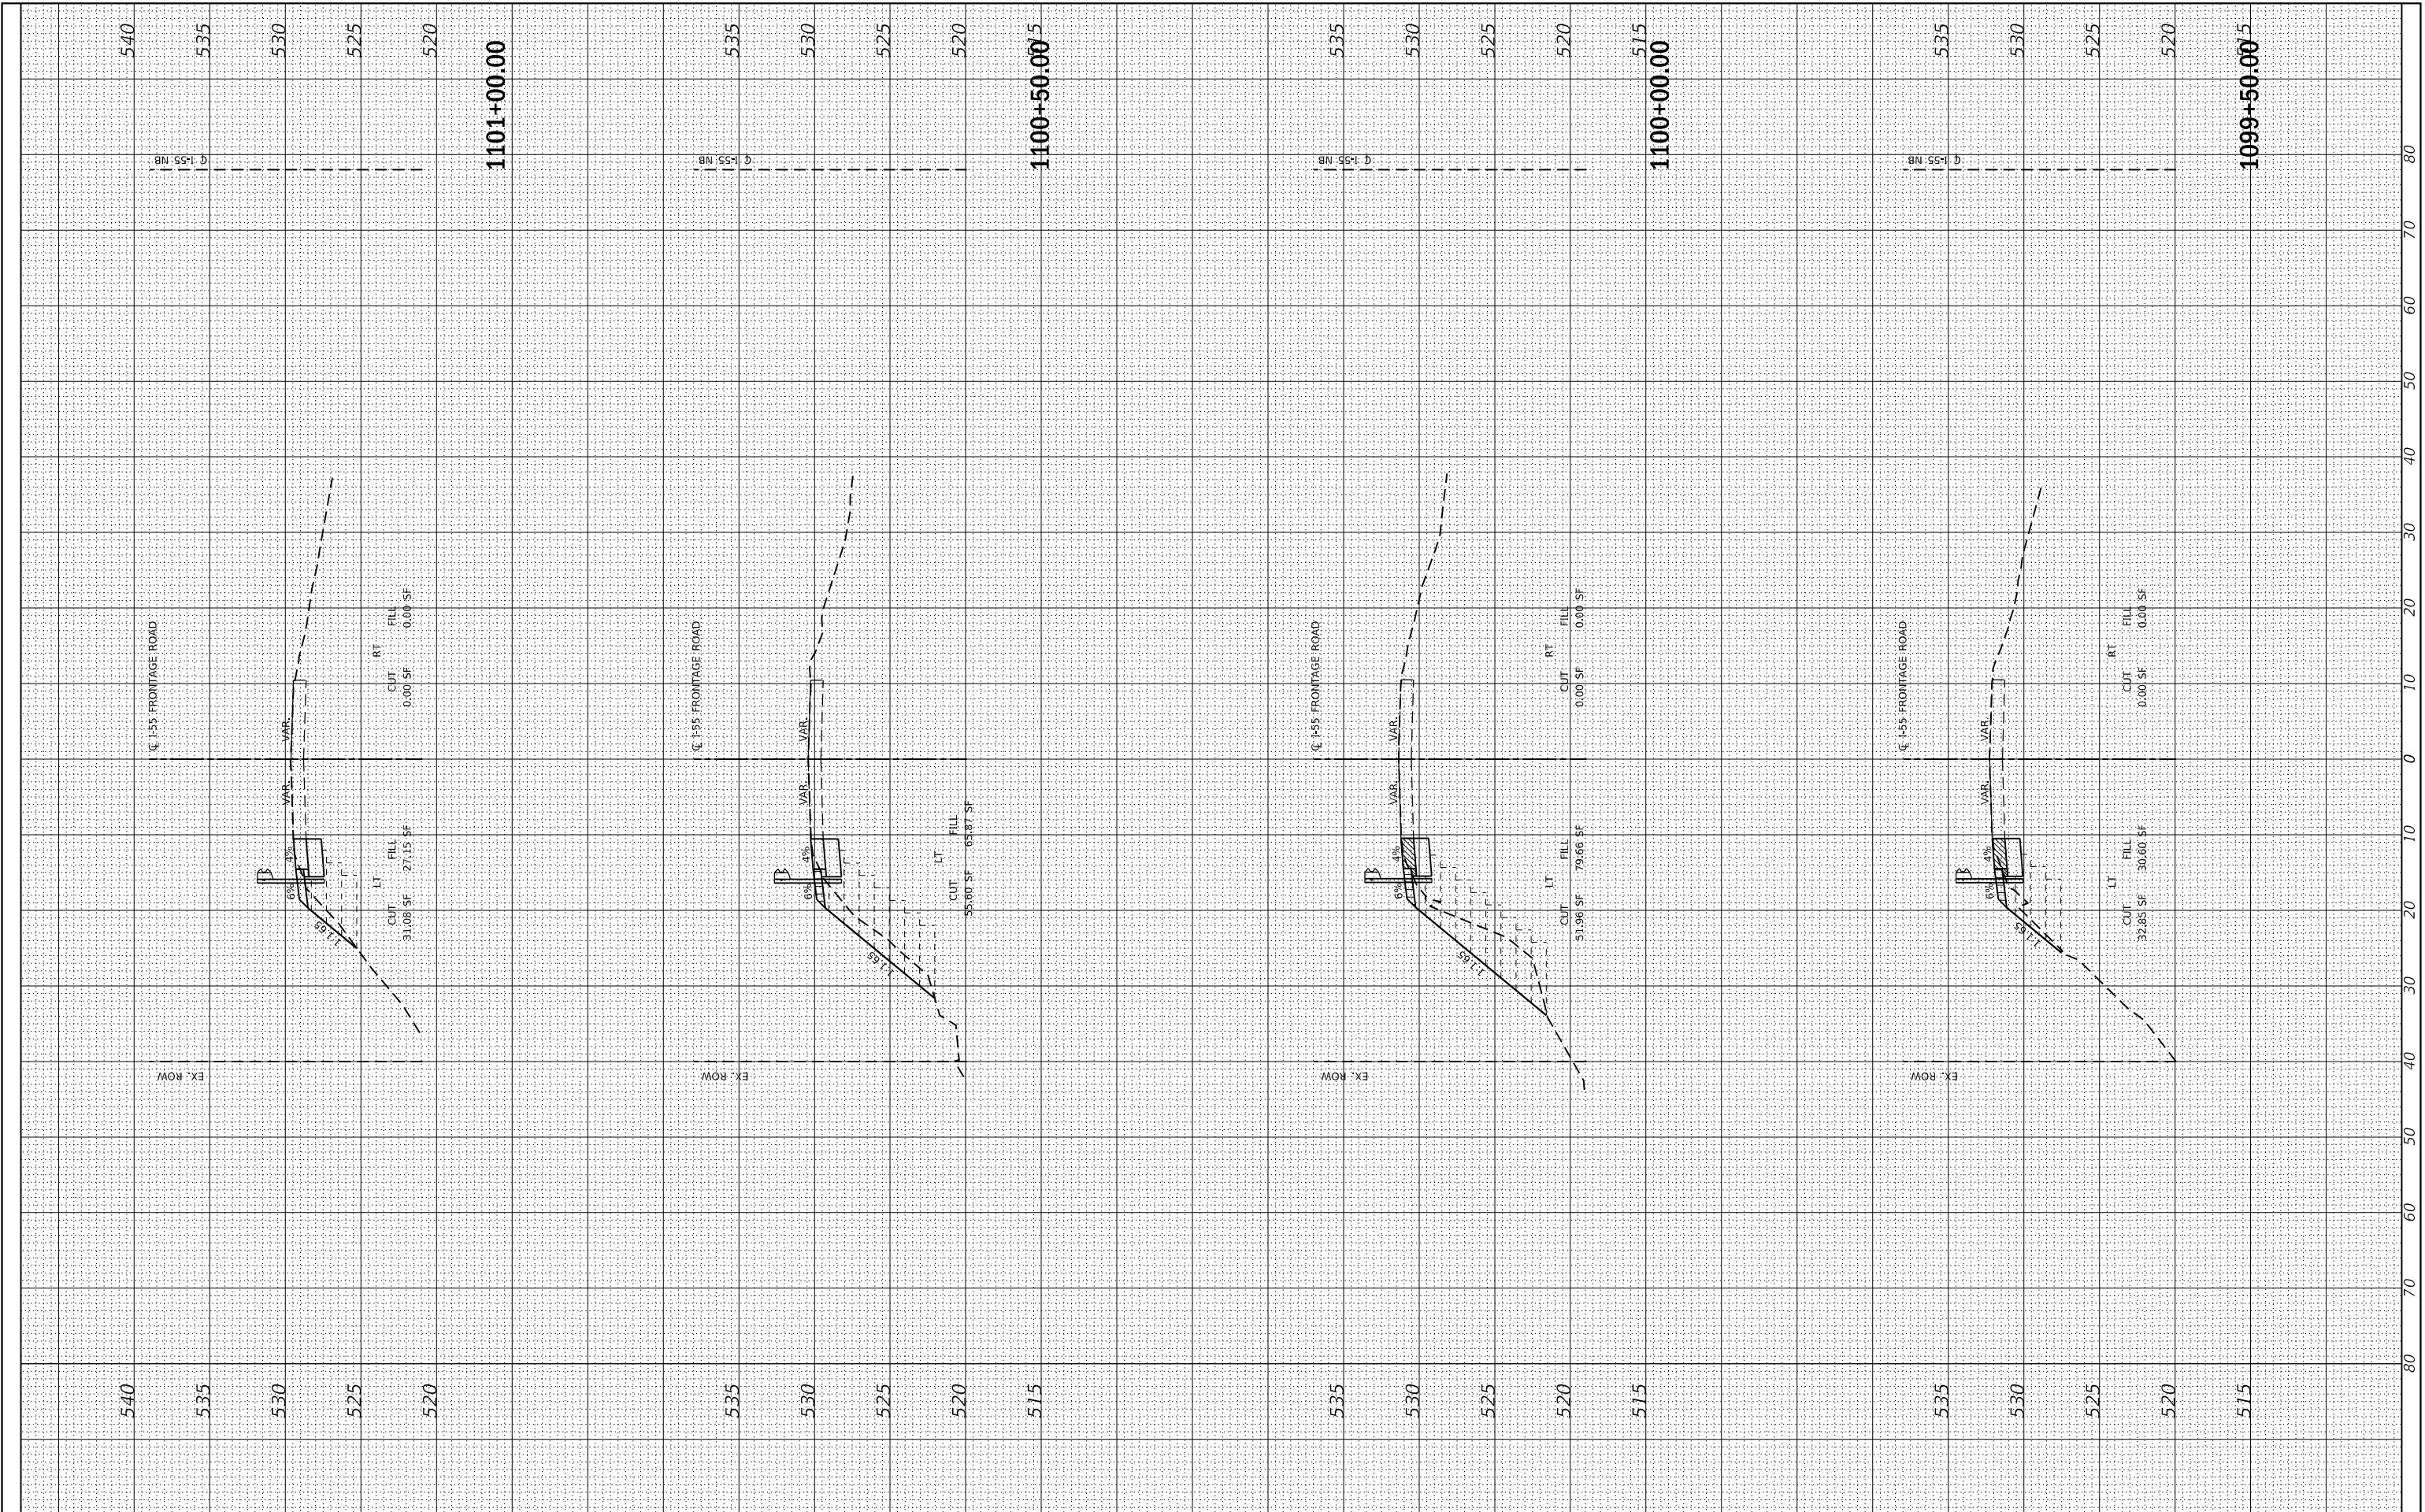 540
535
530
525
520
1101+00.00
℄ I-55 NB
℄ I-55 FRONTAGE ROAD
VAR.
VAR.
4%
6%
1:1.65
RT
CUT FILL
0.00 SF 0.00 SF
LT
CUT FILL
31.08 SF 27.15 SF
EX. ROW
540
535
530
525
520
535
530
525
520
515
1100+50.00
℄ I-55 NB
℄ I-55 FRONTAGE ROAD
VAR.
VAR.
4%
6%
1:1.65
LT
CUT FILL
55.60 SF 65.87 SF
EX. ROW
535
530
525
520
515
535
530
525
520
515
1100+00.00
℄ I-55 NB
℄ I-55 FRONTAGE ROAD
VAR.
VAR.
4%
6%
1:1.65
RT
CUT FILL
0.00 SF 0.00 SF
LT
CUT FILL
51.96 SF 79.66 SF
EX. ROW
535
530
525
520
515
535
530
525
520
515
1099+50.00
℄ I-55 NB
℄ I-55 FRONTAGE ROAD
VAR.
VAR.
4%
6%
1:1.65
RT
CUT FILL
0.00 SF 0.00 SF
LT
CUT FILL
32.85 SF 30.60 SF
EX. ROW
535
530
525
520
515
80 70 60 50 40 30 20 10 0 10 20 30 40 50 60 70 80